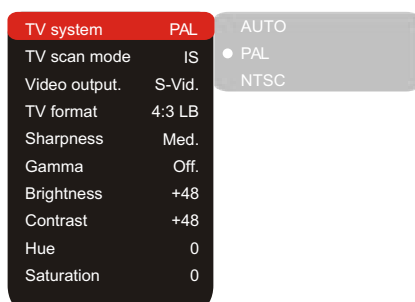 TV system PAL
TV scan mode IS
Video output. S-Vid.
TV format 4:3 LB
Sharpness Med.
Gamma Off.
Brightness +48
Contrast +48
Hue 0
Saturation 0
AUTO
PAL
NTSC